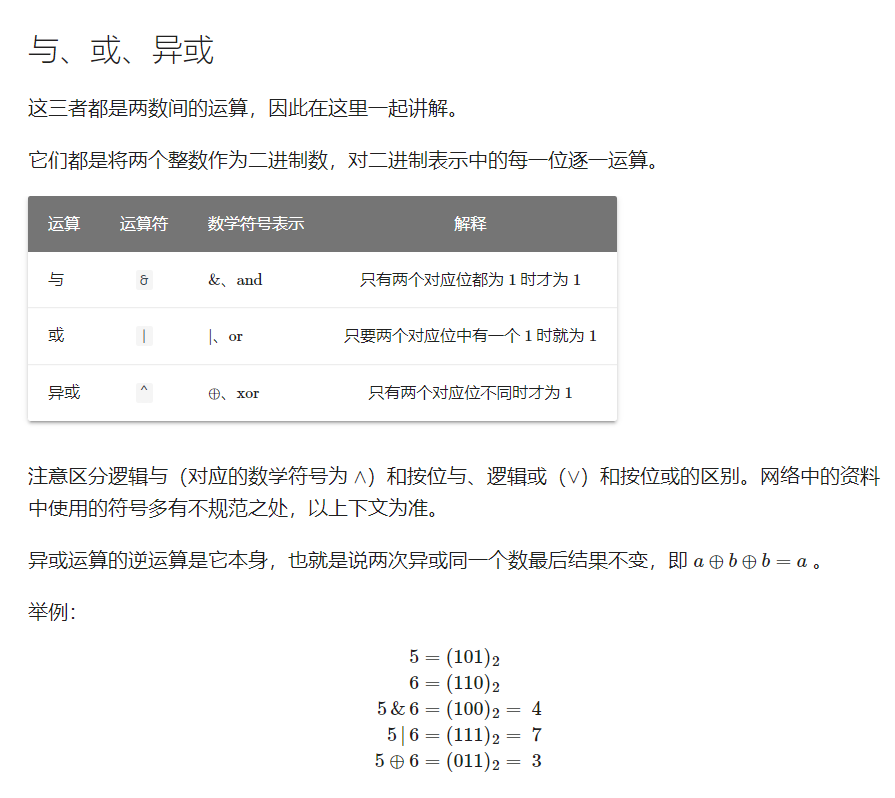 与、或、异或
这三者都是两数间的运算，因此在这里一起讲解。
它们都是将两个整数作为二进制数，对二进制表示中的每一位逐一运算。
运算 运算符 数学符号表示 解释
与 & &、and 只有两个对应位都为 1 时才为 1
或 | |、or 只要两个对应位中有一个 1 时就为 1
异或 ^ ⊕、xor 只有两个对应位不同时才为 1
注意区分逻辑与（对应的数学符号为 ∧）和按位与、逻辑或（∨）和按位或的区别。网络中的资料
中使用的符号多有不规范之处，以上下文为准。
异或运算的逆运算是它本身，也就是说两次异或同一个数最后结果不变，即 a ⊕ b ⊕ b = a 。
举例：
5 = (101)₂
6 = (110)₂
5 & 6 = (100)₂ = 4
5 | 6 = (111)₂ = 7
5 ⊕ 6 = (011)₂ = 3